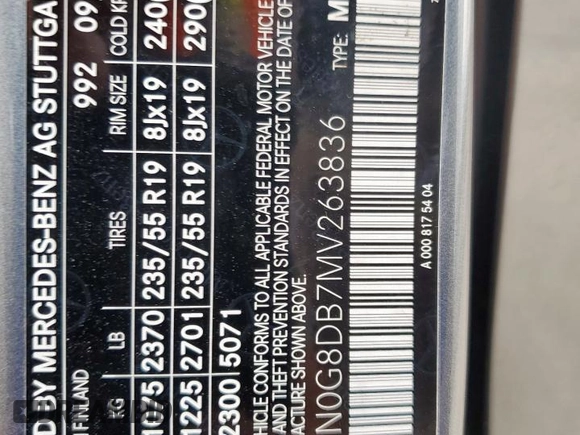 D BY MERCEDES-BENZ AG STUTTGA
FINLAND 992 09
KG LB TIRES RIM SIZE COLD KP
1075 2370 235/55 R19 8Jx19 240
1225 2701 235/55 R19 8Jx19 290
2300 5071
HICLE CONFORMS TO ALL APPLICABLE FEDERAL MOTOR VEHICLE
AND THEFT PREVENTION STANDARDS IN EFFECT ON THE DATE OF
ACTURE SHOWN ABOVE.
N0G8DB7MV263836 TYPE: M
A 000 817 54 04